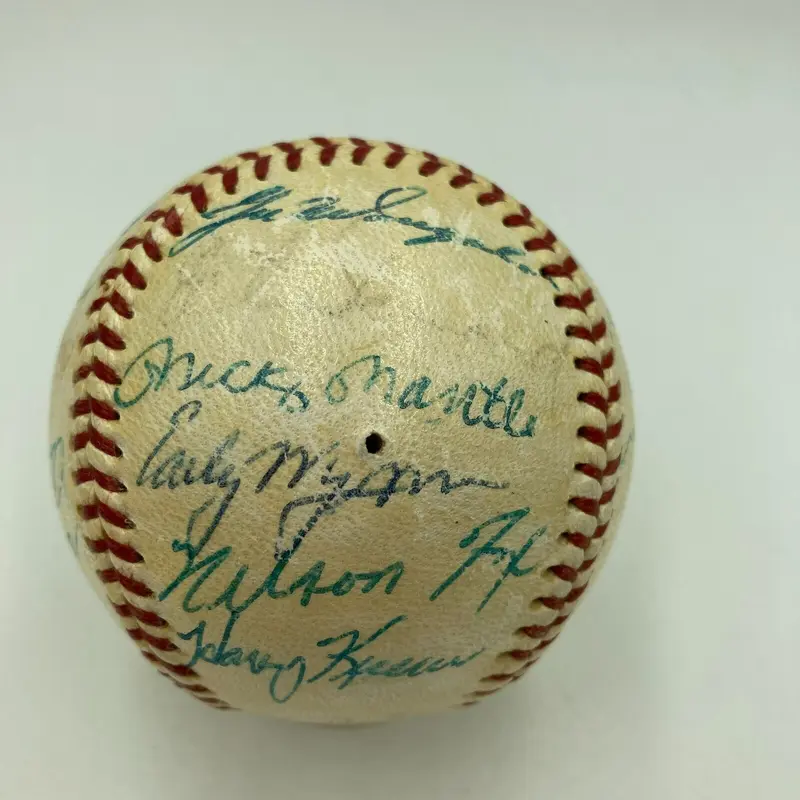 Mickey Mantle
Early Wynn
Nelson Fox
Harvey Kuenn